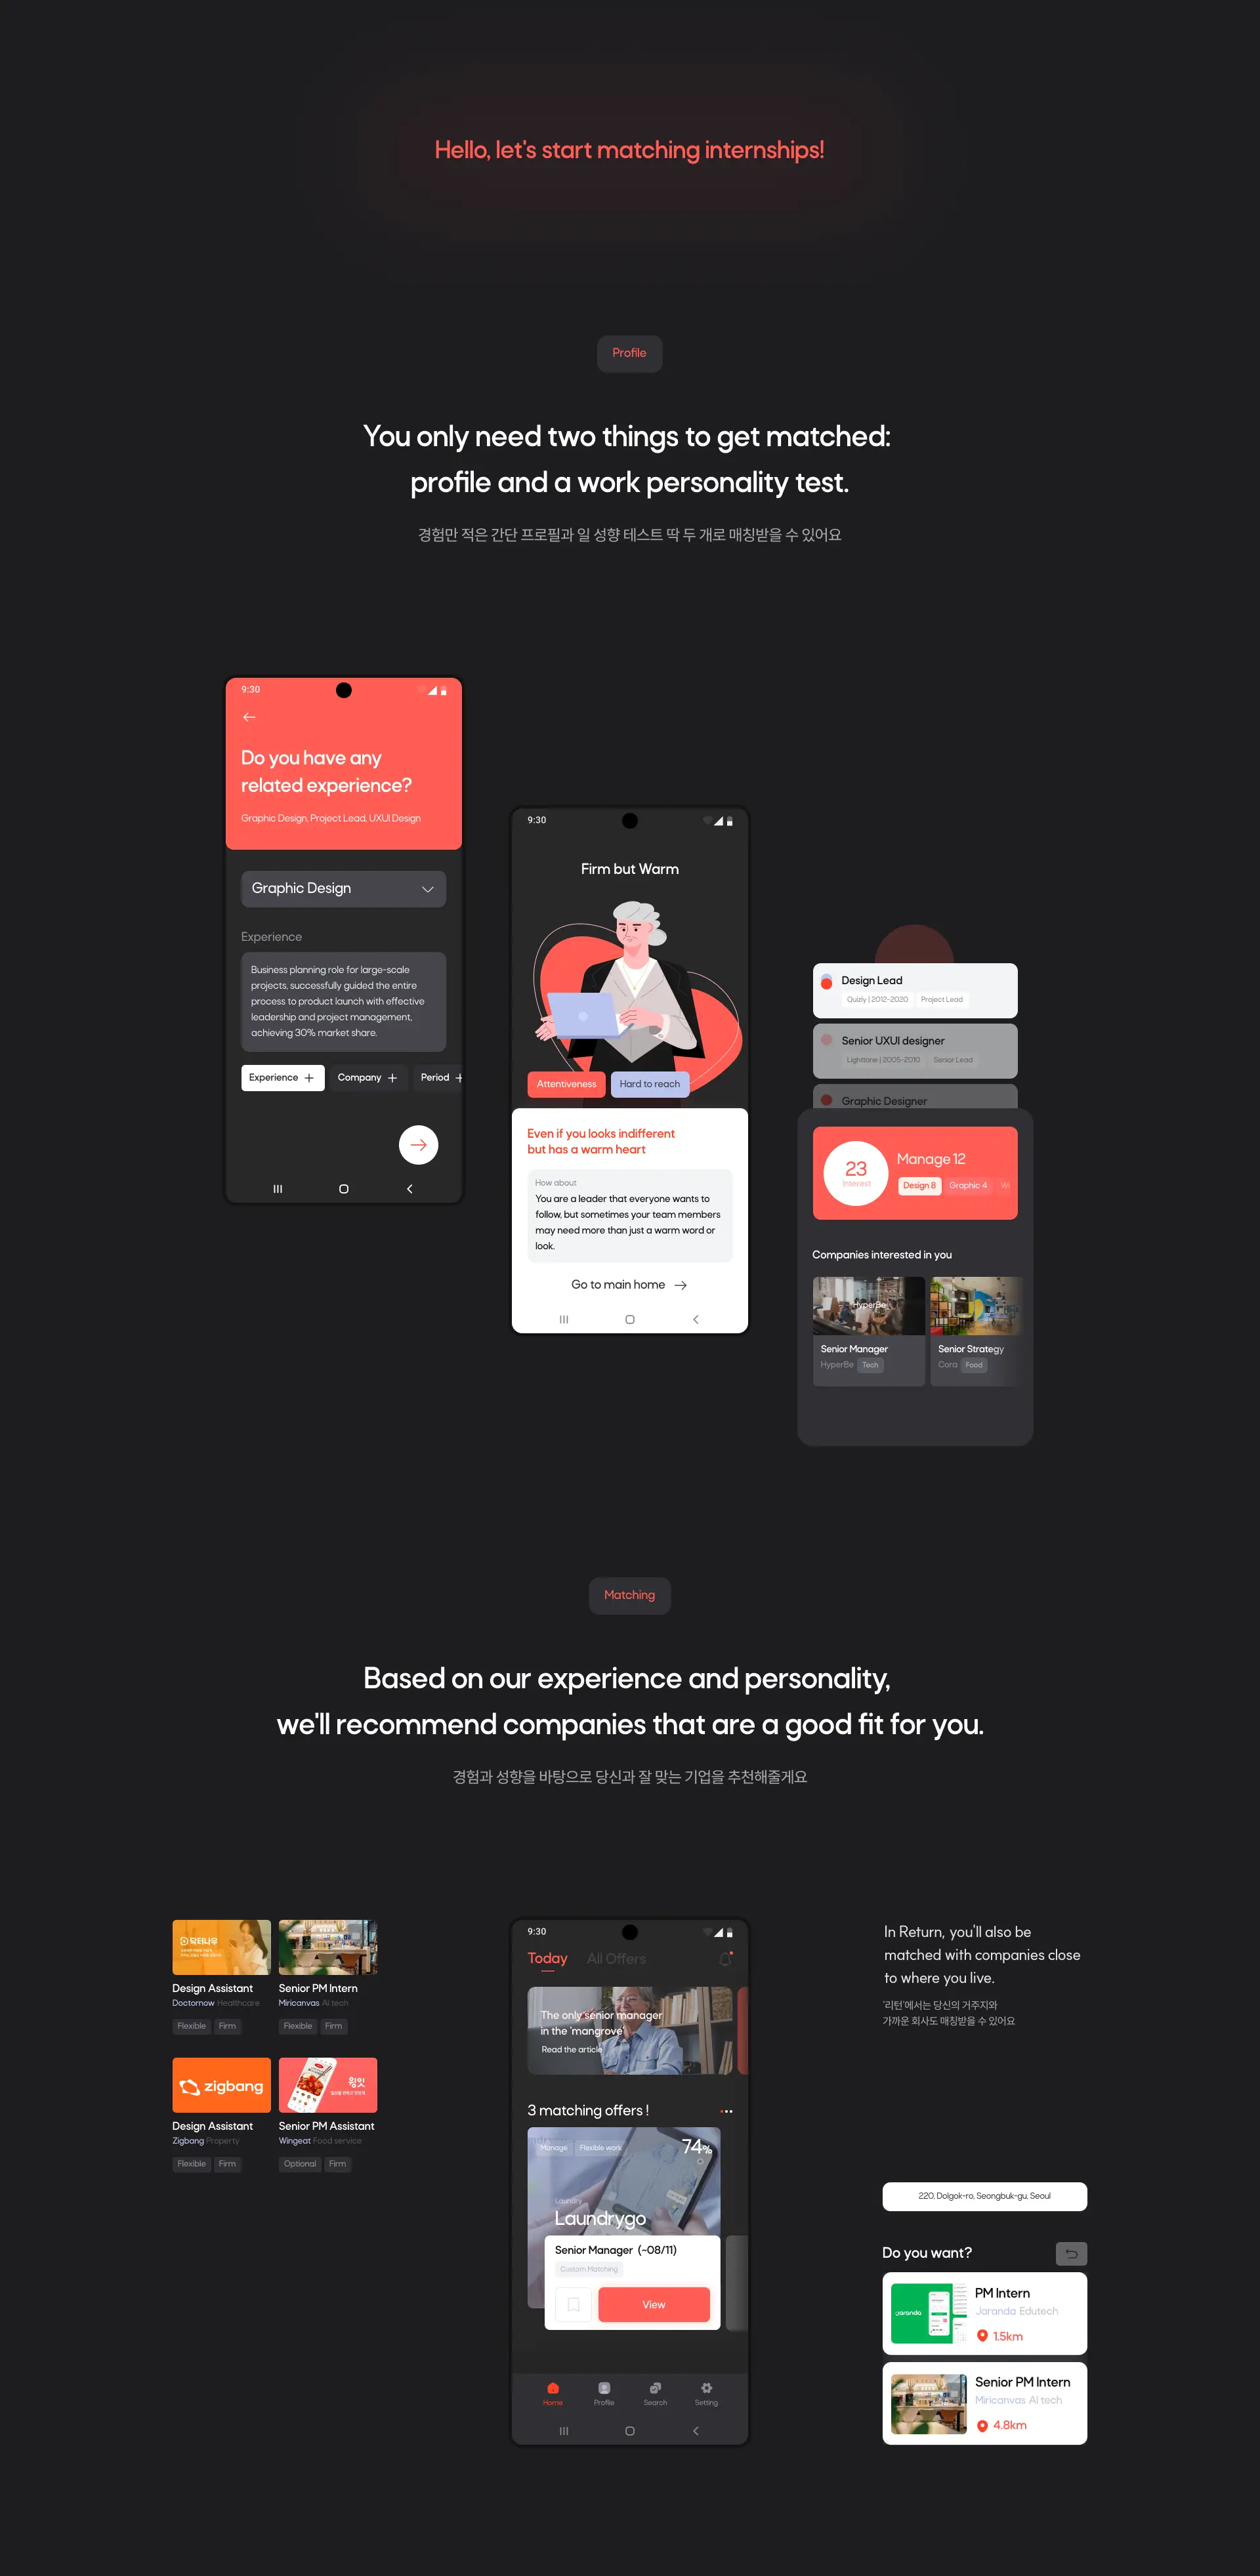 Hello, let's start matching internships!
Profile
You only need two things to get matched:
profile and a work personality test.
경험만 적은 간단 프로필과 일 성향 테스트 딱 두 개로 매칭받을 수 있어요
9:30
Do you have any
related experience?
Graphic Design, Project Lead, UXUI Design
Graphic Design
Experience
Business planning role for large-scale
projects, successfully guided the entire
process to product launch with effective
leadership and project management,
achieving 30% market share.
Experience
Company
Period
9:30
Firm but Warm
Attentiveness
Hard to reach
Even if you looks indifferent
but has a warm heart
How about
You are a leader that everyone wants to
follow, but sometimes your team members
may need more than just a warm word or
look.
Go to main home
Design Lead
Quizly | 2012-2020
Project Lead
Senior UXUI designer
Lighttone | 2005-2010
Senior Lead
Graphic Designer
23
Interest
Manage 12
Design 8
Graphic 4
Companies interested in you
HyperBe
Senior Manager
HyperBe
Tech
Senior Strategy
Cora
Food
Matching
Based on our experience and personality,
we'll recommend companies that are a good fit for you.
경험과 성향을 바탕으로 당신과 잘 맞는 기업을 추천해줄게요
닥터나우
Design Assistant
Doctornow Healthcare
Flexible
Firm
Senior PM Intern
Miricanvas AI tech
Flexible
Firm
zigbang
Design Assistant
Zigbang Property
Flexible
Firm
윙잇
Senior PM Assistant
Wingeat Food service
Optional
Firm
9:30
Today
All Offers
The only senior manager
in the 'mangrove'
Read the article
3 matching offers !
Manage
Flexible work
74%
Laundry
Laundrygo
Senior Manager (~08/11)
Custom Matching
View
Home
Profile
Search
Setting
In Return, you'll also be
matched with companies close
to where you live.
'리턴'에서는 당신의 거주지와
가까운 회사도 매칭받을 수 있어요
220, Dolgok-ro, Seongbuk-gu, Seoul
Do you want?
Jaranda
PM Intern
Jaranda Edutech
1.5km
Senior PM Intern
Miricanvas AI tech
4.8km